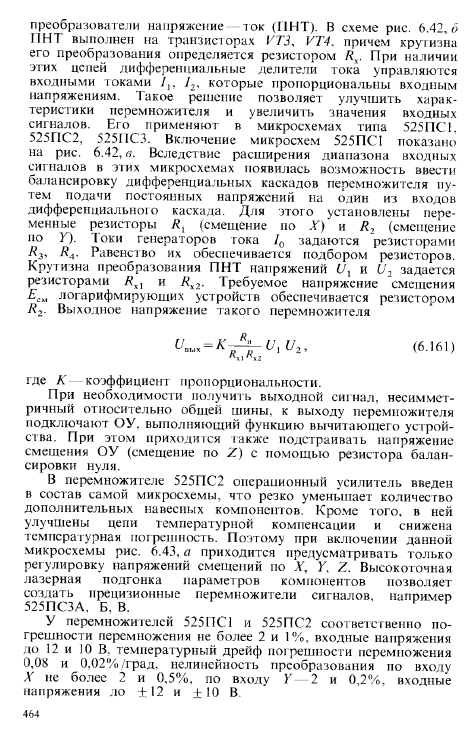 преобразователи напряжение — ток (ПНТ). В схеме рис. 6.42, б
ПНТ выполнен на транзисторах VT3, VT4, причем крутизна
его преобразования определяется резистором Rₓ. При наличии
этих цепей дифференциальные делители тока управляются
входными токами I₁, I₂, которые пропорциональны входным
напряжениям. Такое решение позволяет улучшить харак-
теристики перемножителя и увеличить значения входных
сигналов. Его применяют в микросхемах типа 525ПС1,
525ПС2, 525ПС3. Включение микросхем 525ПС1 показано
на рис. 6.42, в. Вследствие расширения диапазона входных
сигналов в этих микросхемах появилась возможность ввести
балансировку дифференциальных каскадов перемножителя пу-
тем подачи постоянных напряжений на один из входов
дифференциального каскада. Для этого установлены пере-
менные резисторы R₁ (смещение по X) и R₂ (смещение
по Y). Токи генераторов тока I₀ задаются резисторами
R₃, R₄. Равенство их обеспечивается подбором резисторов.
Крутизна преобразования ПНТ напряжений U₁ и U₂ задается
резисторами Rₓ₁ и Rₓ₂. Требуемое напряжение смещения
Eсм логарифмирующих устройств обеспечивается резистором
R₂. Выходное напряжение такого перемножителя
Uвых = K Rн / (Rₓ₁Rₓ₂) U₁ U₂, (6.161)
где K — коэффициент пропорциональности.
При необходимости получить выходной сигнал, несиммет-
ричный относительно общей шины, к выходу перемножителя
подключают ОУ, выполняющий функцию вычитающего устрой-
ства. При этом приходится также подстраивать напряжение
смещения ОУ (смещение по Z) с помощью резистора балан-
сировки нуля.
В перемножителе 525ПС2 операционный усилитель введен
в состав самой микросхемы, что резко уменьшает количество
дополнительных навесных компонентов. Кроме того, в ней
улучшены цепи температурной компенсации и снижена
температурная погрешность. Поэтому при включении данной
микросхемы рис. 6.43, а приходится предусматривать только
регулировку напряжений смещений по X, Y, Z. Высокоточная
лазерная подгонка параметров компонентов позволяет
создать прецизионные перемножители сигналов, например
525ПС3А, Б, В.
У перемножителей 525ПС1 и 525ПС2 соответственно по-
грешности перемножения не более 2 и 1%, входные напряжения
до 12 и 10 В, температурный дрейф погрешности перемножения
0,08 и 0,02%/град, нелинейность преобразования по входу
X не более 2 и 0,5%, по входу Y — 2 и 0,2%, входные
напряжения до ±12 и ±10 В.
464